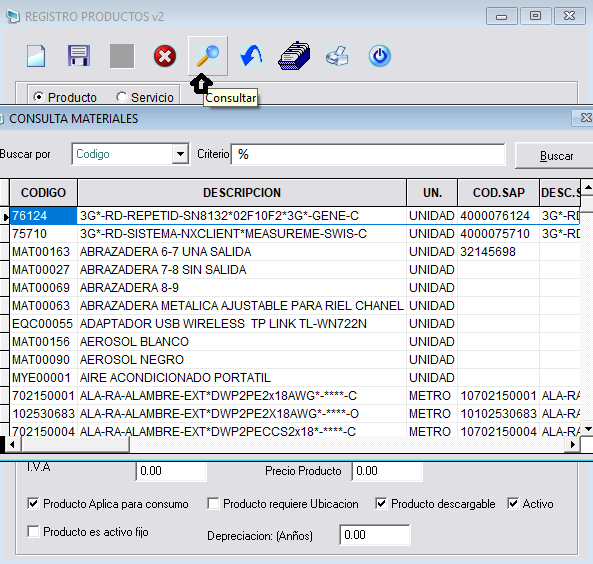 REGISTRO PRODUCTOS v2
Producto Servicio
Consultar
CONSULTA MATERIALES
Buscar por Codigo Criterio % Buscar
CODIGO DESCRIPCION UN. COD.SAP DESC.S
76124 3G*-RD-REPETID-SN8132*02F10F2*3G*-GENE-C UNIDAD 4000076124 3G*-RD
75710 3G*-RD-SISTEMA-NXCLIENT*MEASUREME-SWIS-C UNIDAD 4000075710 3G*-RD
MAT00163 ABRAZADERA 6-7 UNA SALIDA UNIDAD 32145698
MAT00027 ABRAZADERA 7-8 SIN SALIDA UNIDAD
MAT00069 ABRAZADERA 8-9 UNIDAD
MAT00063 ABRAZADERA METALICA AJUSTABLE PARA RIEL CHANEL UNIDAD
EQC00055 ADAPTADOR USB WIRELESS TP LINK TL-WN722N UNIDAD
MAT00156 AEROSOL BLANCO UNIDAD
MAT00090 AEROSOL NEGRO UNIDAD
MYE00001 AIRE ACONDICIONADO PORTATIL UNIDAD
702150001 ALA-RA-ALAMBRE-EXT*DWP2PE2x18AWG*-****-C METRO 10702150001 ALA-RA
102530683 ALA-RA-ALAMBRE-EXT*DWP2PE2X18AWG*-****-O METRO 10102530683 ALA-RA
702150004 ALA-RA-ALAMBRE-EXT*DWP2PECCS2x18*-****-C METRO 10702150004 ALA-RA
I.V.A 0.00 Precio Producto 0.00
Producto Aplica para consumo Producto requiere Ubicacion Producto descargable Activo
Producto es activo fijo Depreciacion: (Anños) 0.00